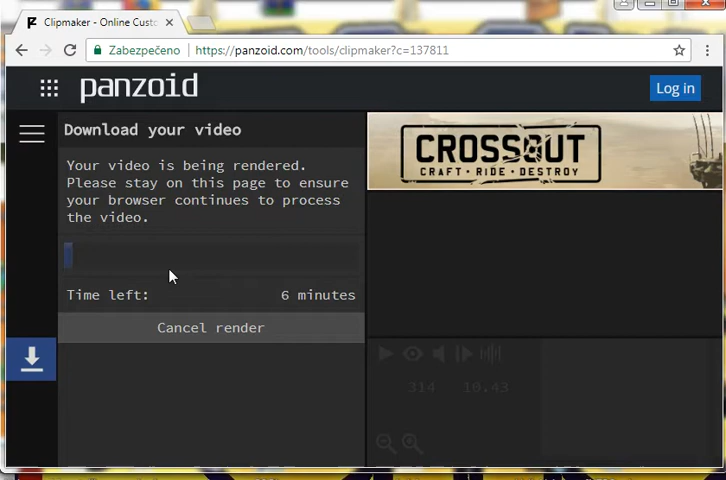 Clipmaker - Online Custo
Zabezpečeno
https://panzoid.com/tools/clipmaker?c=137811
panzoid
Log in
Download your video
CROSSOUT
CRAFT • RIDE • DESTROY
Your video is being rendered.
Please stay on this page to ensure
your browser continues to process
the video.
Time left: 6 minutes
Cancel render
314 10.43